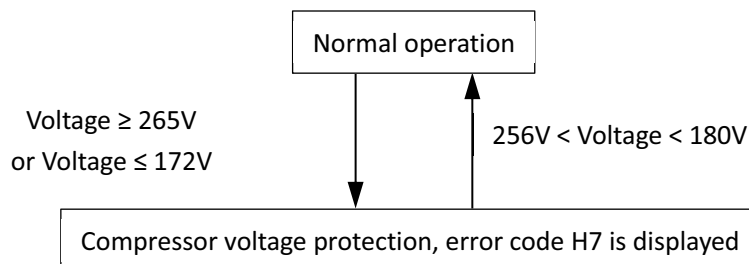 Normal operation
Voltage ≥ 265V
or Voltage ≤ 172V
256V < Voltage < 180V
Compressor voltage protection, error code H7 is displayed